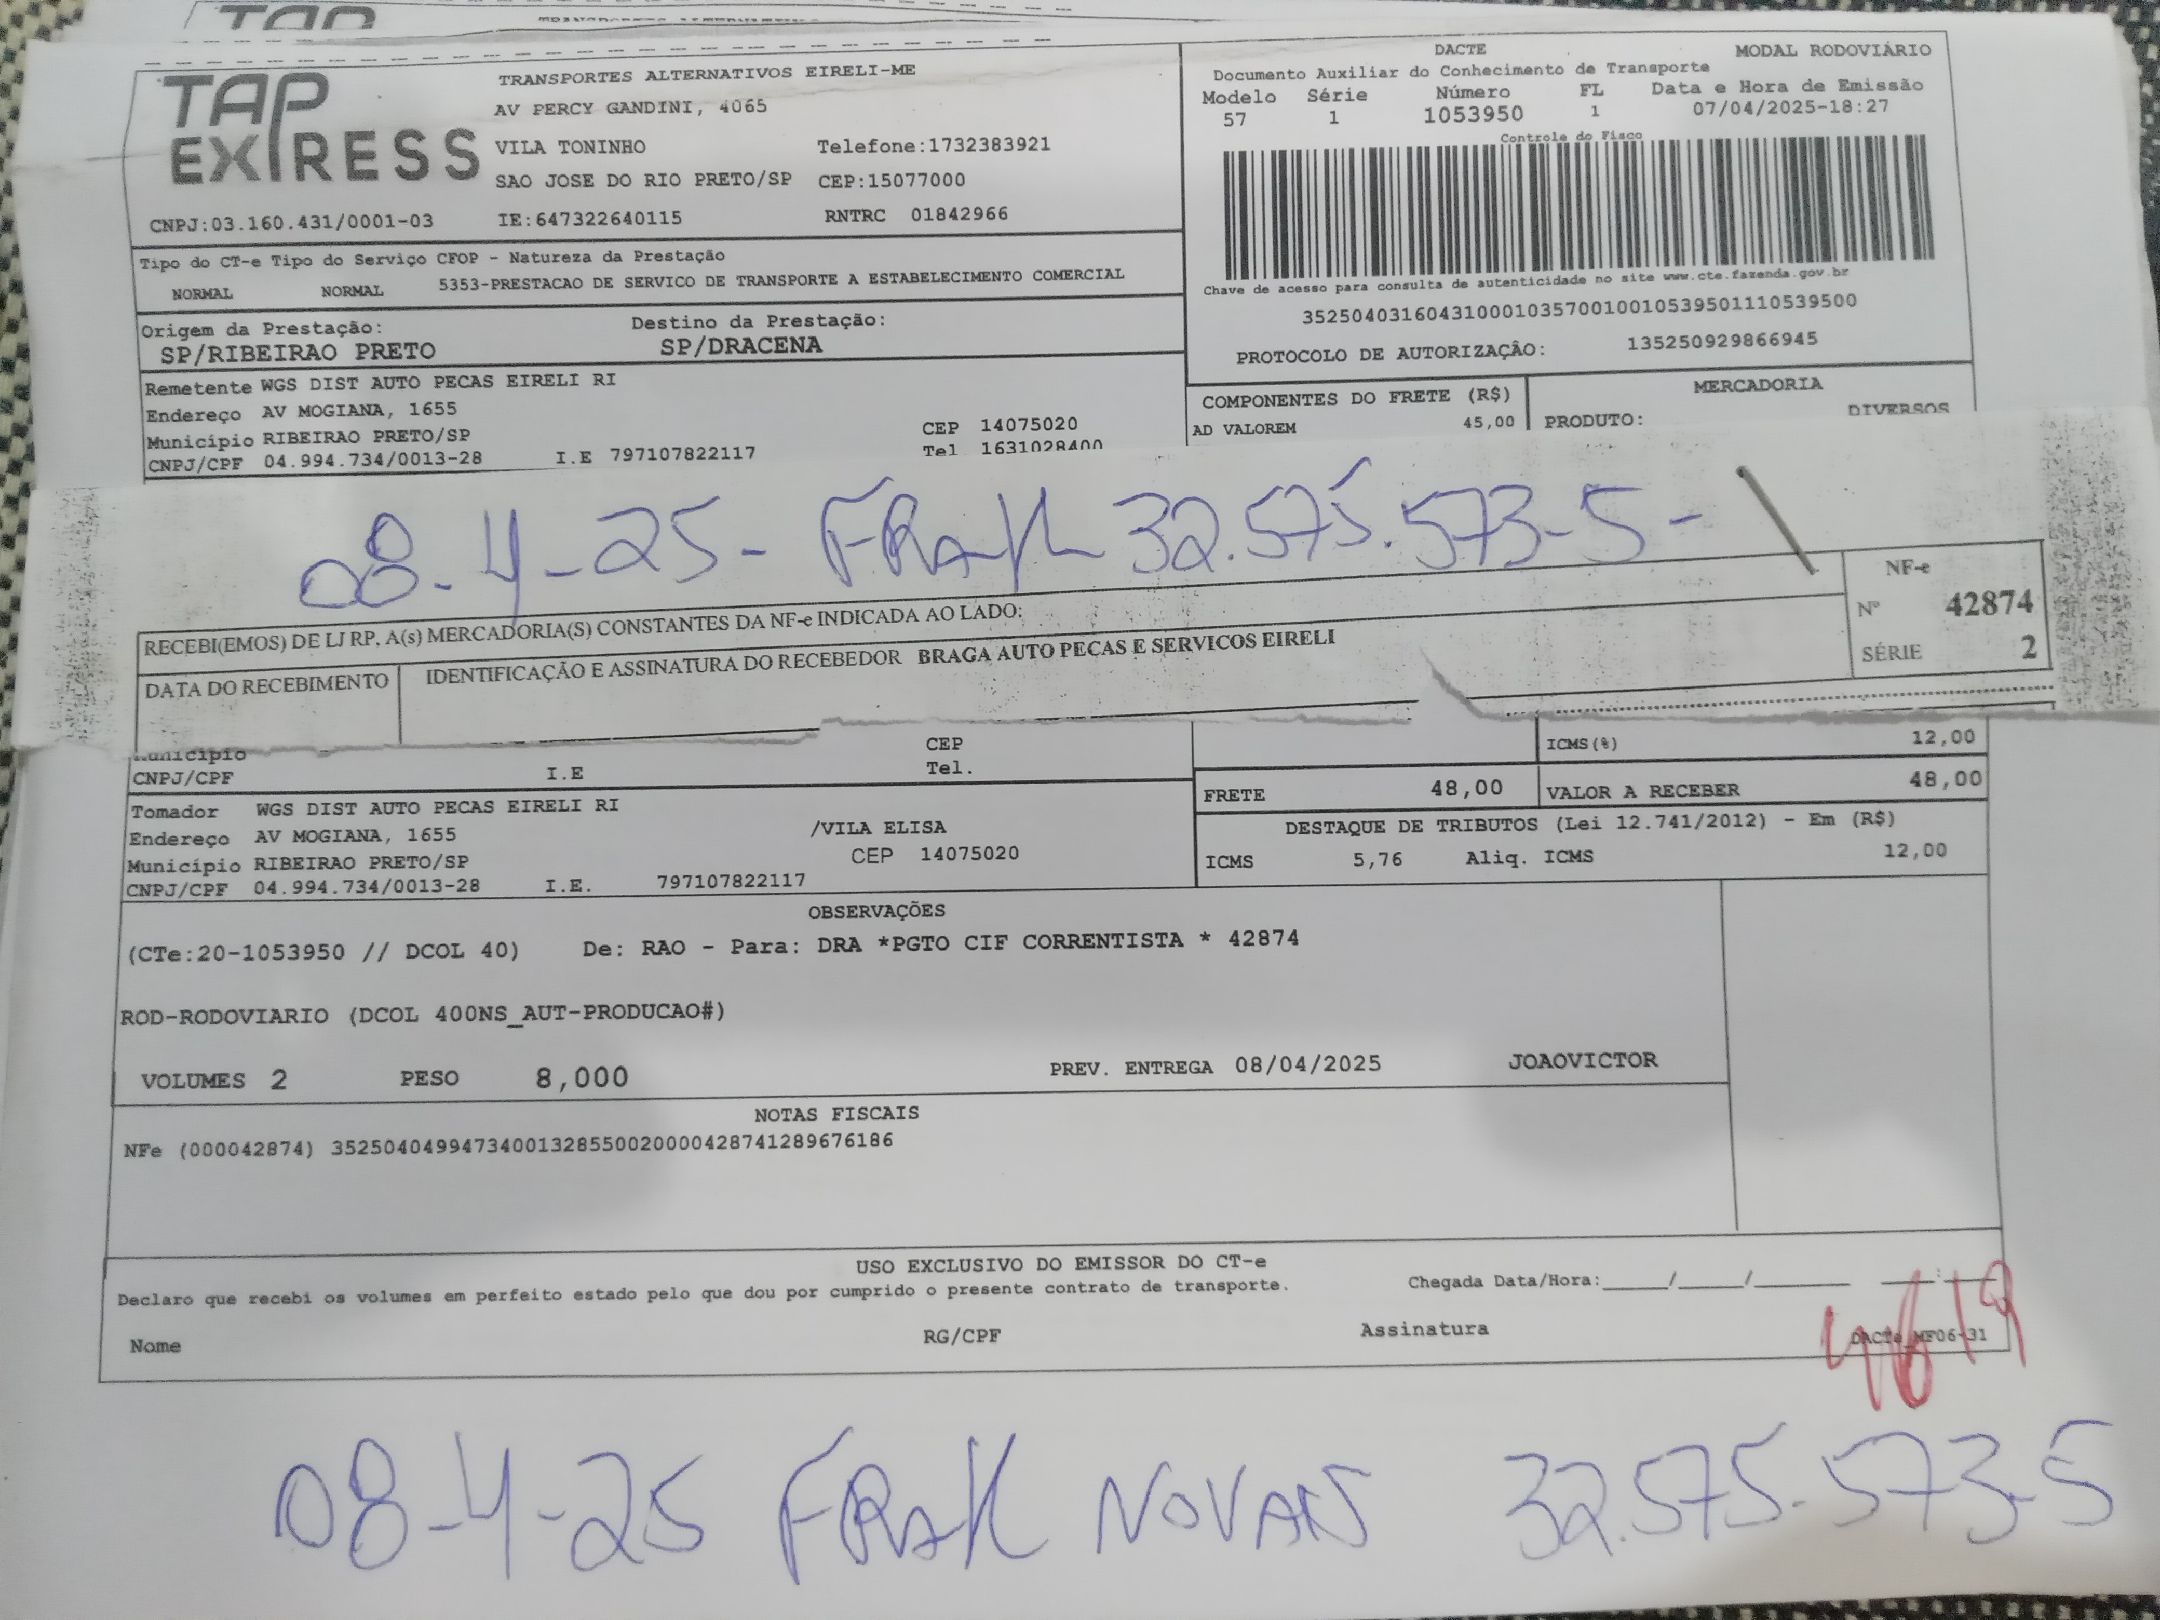 TAP
TAP EXPRESS
TRANSPORTES ALTERNATIVOS EIRELI-ME
AV PERCY GANDINI, 4065
VILA TONINHO Telefone:1732383921
SAO JOSE DO RIO PRETO/SP CEP:15077000
CNPJ:03.160.431/0001-03 IE:647322640115 RNTRC 01842966
DACTE MODAL RODOVIÁRIO
Documento Auxiliar do Conhecimento de Transporte
Modelo Série Número FL Data e Hora de Emissão
57 1 1053950 1 07/04/2025-18:27
Controle do Fisco
Chave de acesso para consulta de autenticidade no site www.cte.fazenda.gov.br
35250403160431000103570010010539501110539500
PROTOCOLO DE AUTORIZAÇÃO: 135250929866945
Tipo do CT-e Tipo do Serviço CFOP - Natureza da Prestação
NORMAL NORMAL 5353-PRESTACAO DE SERVICO DE TRANSPORTE A ESTABELECIMENTO COMERCIAL
Origem da Prestação: Destino da Prestação:
SP/RIBEIRAO PRETO SP/DRACENA
Remetente WGS DIST AUTO PECAS EIRELI RI
Endereço AV MOGIANA, 1655
Município RIBEIRAO PRETO/SP CEP 14075020
CNPJ/CPF 04.994.734/0013-28 I.E 797107822117 Tel 1631028400
COMPONENTES DO FRETE (R$) MERCADORIA
AD VALOREM 45,00 PRODUTO: DIVERSOS
08-4-25- FRAK 32.575.573-5-
RECEBI(EMOS) DE LJ RP, A(s) MERCADORIA(S) CONSTANTES DA NF-e INDICADA AO LADO:
DATA DO RECEBIMENTO IDENTIFICAÇÃO E ASSINATURA DO RECEBEDOR BRAGA AUTO PECAS E SERVICOS EIRELI
NF-e
Nº 42874
SÉRIE 2
Município CEP
CNPJ/CPF I.E Tel.
ICMS(%) 12,00
FRETE 48,00 VALOR A RECEBER 48,00
Tomador WGS DIST AUTO PECAS EIRELI RI
Endereço AV MOGIANA, 1655 /VILA ELISA
Município RIBEIRAO PRETO/SP CEP 14075020
CNPJ/CPF 04.994.734/0013-28 I.E. 797107822117
DESTAQUE DE TRIBUTOS (Lei 12.741/2012) - Em (R$)
ICMS 5,76 Aliq. ICMS 12,00
OBSERVAÇÕES
(CTe:20-1053950 // DCOL 40) De: RAO - Para: DRA *PGTO CIF CORRENTISTA * 42874
ROD-RODOVIARIO (DCOL 400NS_AUT-PRODUCAO#)
VOLUMES 2 PESO 8,000 PREV. ENTREGA 08/04/2025 JOAOVICTOR
NOTAS FISCAIS
NFe (000042874) 35250404994734001328550020000428741289676186
USO EXCLUSIVO DO EMISSOR DO CT-e
Declaro que recebi os volumes em perfeito estado pelo que dou por cumprido o presente contrato de transporte. Chegada Data/Hora:_____/_____/_______ ___:___
Nome RG/CPF Assinatura DACTe_MF06-31
08-4-25 FRAK NOVAIS 32.575-573-5